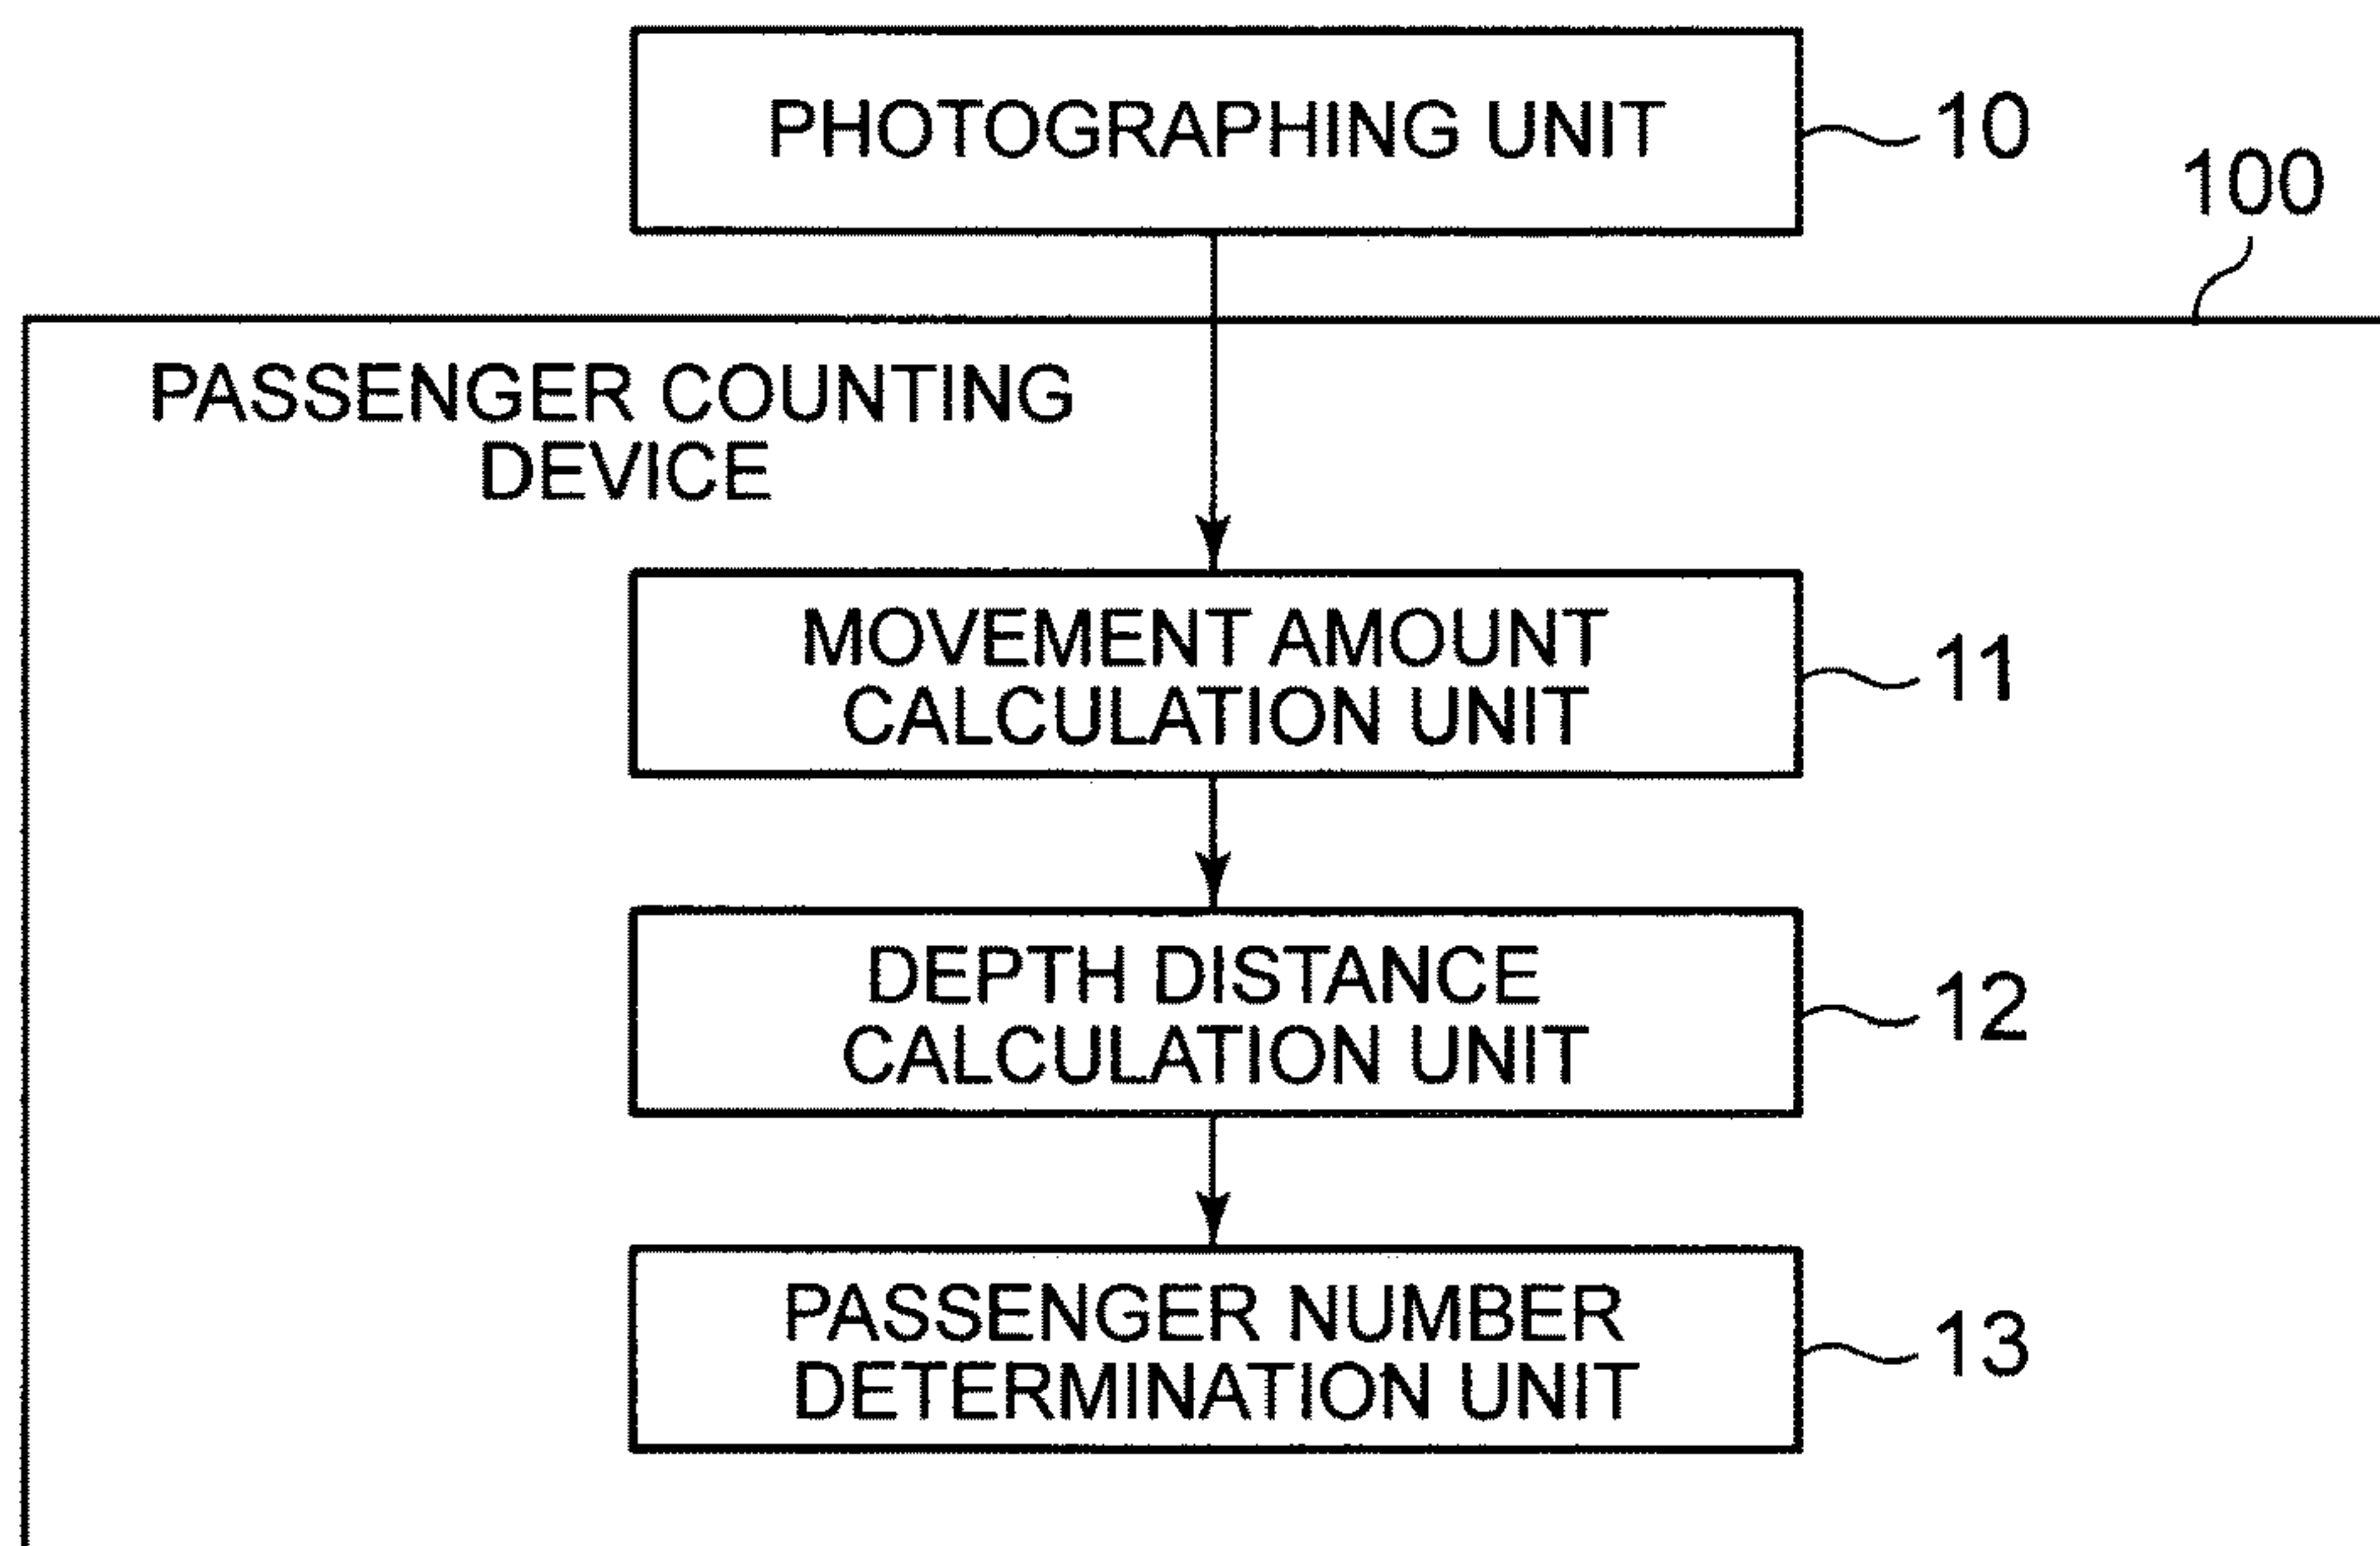 PHOTOGRAPHING UNIT
10
100
PASSENGER COUNTING
DEVICE
MOVEMENT AMOUNT
CALCULATION UNIT
11
DEPTH DISTANCE
CALCULATION UNIT
12
PASSENGER NUMBER
DETERMINATION UNIT
13